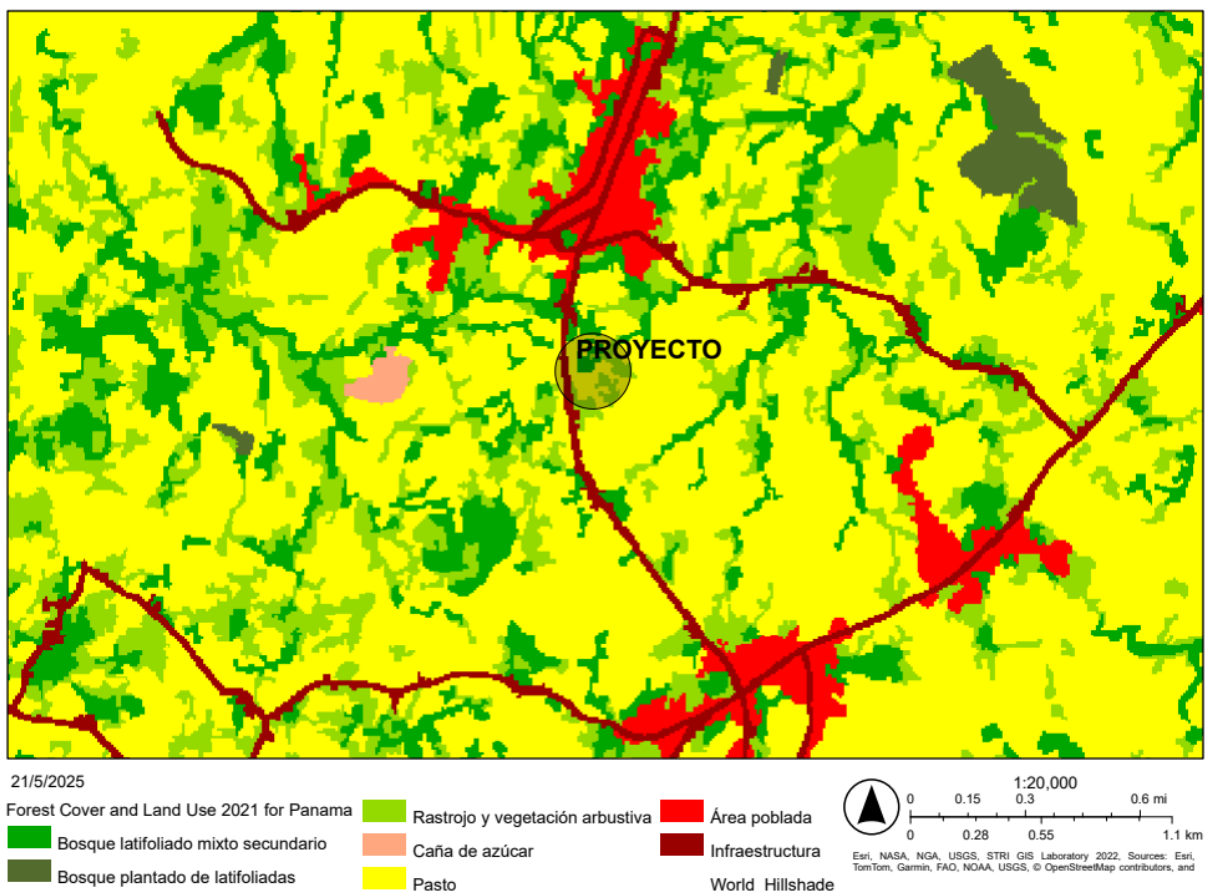 PROYECTO
21/5/2025
Forest Cover and Land Use 2021 for Panama
Bosque latifoliado mixto secundario
Bosque plantado de latifoliadas
Rastrojo y vegetación arbustiva
Caña de azúcar
Pasto
Área poblada
Infraestructura
World_Hillshade
1:20,000
0 0.15 0.3 0.6 mi
0 0.28 0.55 1.1 km
Esri, NASA, NGA, USGS, STRI GIS Laboratory 2022, Sources: Esri,
TomTom, Garmin, FAO, NOAA, USGS, © OpenStreetMap contributors, and